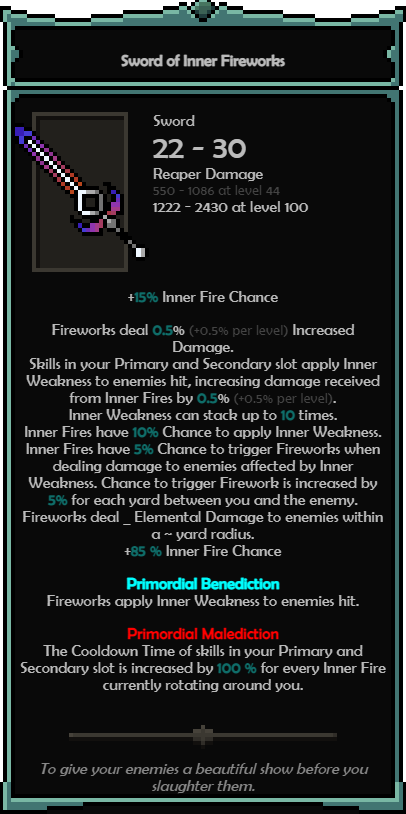 Sword of Inner Fireworks
Sword
22 - 30
Reaper Damage
550 - 1086 at level 44
1222 - 2430 at level 100
+15% Inner Fire Chance
Fireworks deal 0.5% (+0.5% per level) Increased
Damage.
Skills in your Primary and Secondary slot apply Inner
Weakness to enemies hit, increasing damage received
from Inner Fires by 0.5% (+0.5% per level).
Inner Weakness can stack up to 10 times.
Inner Fires have 10% Chance to apply Inner Weakness.
Inner Fires have 5% Chance to trigger Fireworks when
dealing damage to enemies affected by Inner
Weakness. Chance to trigger Firework is increased by
5% for each yard between you and the enemy.
Fireworks deal _ Elemental Damage to enemies within
a ~ yard radius.
+85 % Inner Fire Chance
Primordial Benediction
Fireworks apply Inner Weakness to enemies hit.
Primordial Malediction
The Cooldown Time of skills in your Primary and
Secondary slot is increased by 100 % for every Inner Fire
currently rotating around you.
To give your enemies a beautiful show before you
slaughter them.